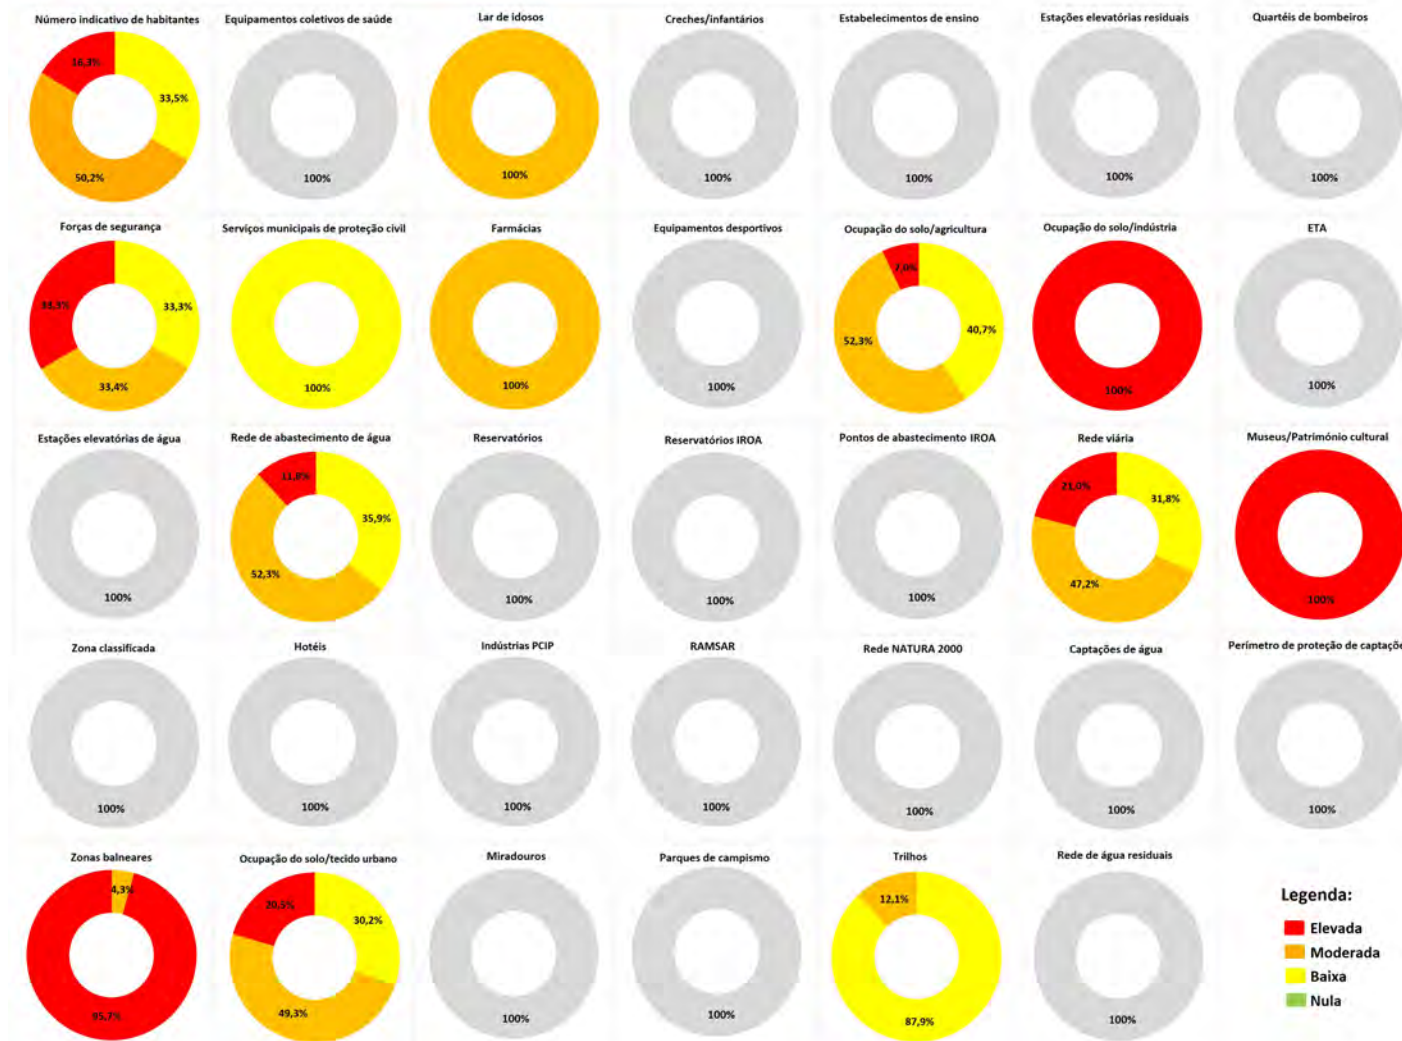 Número indicativo de habitantes
Equipamentos coletivos de saúde
Lar de idosos
Creches/infantários
Estabelecimentos de ensino
Estações elevatórias residuais
Quartéis de bombeiros
16,3%
33,5%
50,2%
100%
100%
100%
100%
100%
100%
Forças de segurança
Serviços municipais de proteção civil
Farmácias
Equipamentos desportivos
Ocupação do solo/agricultura
Ocupação do solo/indústria
ETA
33,3%
33,3%
33,4%
100%
100%
100%
7,0%
40,7%
52,3%
100%
100%
Estações elevatórias de água
Rede de abastecimento de água
Reservatórios
Reservatórios IROA
Pontos de abastecimento IROA
Rede viária
Museus/Património cultural
100%
11,8%
35,9%
52,3%
100%
100%
100%
21,0%
31,8%
47,2%
100%
Zona classificada
Hotéis
Indústrias PCIP
RAMSAR
Rede NATURA 2000
Captações de água
Perímetro de proteção de captaçõe
100%
100%
100%
100%
100%
100%
100%
Zonas balneares
Ocupação do solo/tecido urbano
Miradouros
Parques de campismo
Trilhos
Rede de água residuais
4,3%
95,7%
20,5%
30,2%
49,3%
100%
100%
12,1%
87,9%
100%
Legenda:
Elevada
Moderada
Baixa
Nula